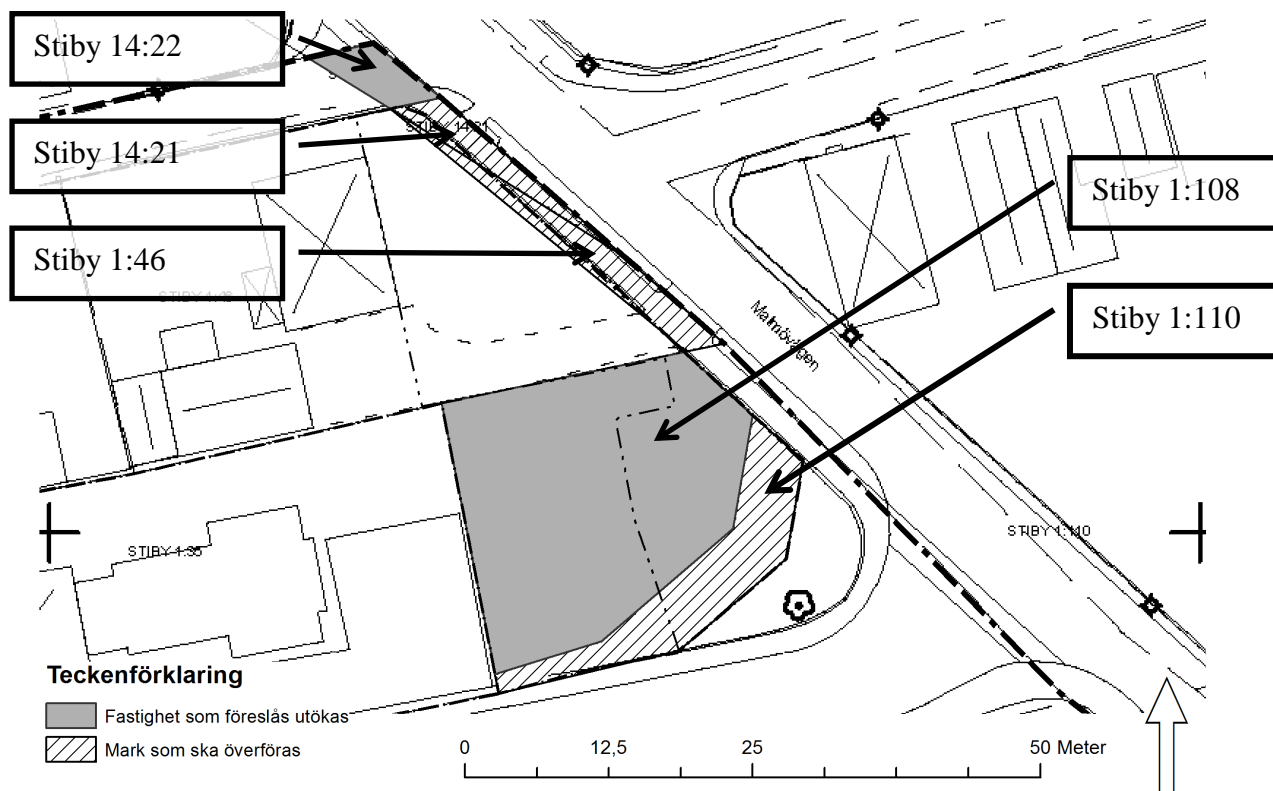 Stiby 14:22
STIBY 14:21
Stiby 14:21
Stiby 1:108
Stiby 1:46
Stiby 1:110
Malmövägen
STIBY 1:35
STIBY 1:110
Teckenförklaring
Fastighet som föreslås utökas
Mark som ska överföras
0 12,5 25 50 Meter